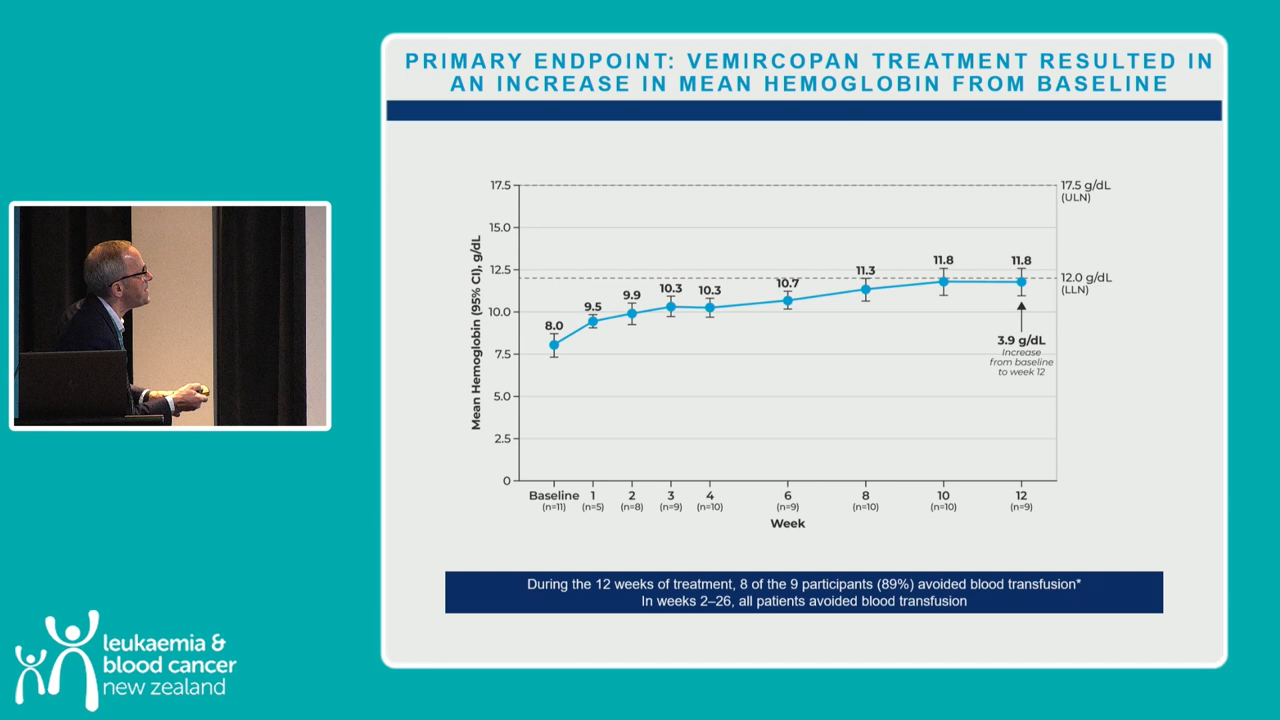 PRIMARY ENDPOINT: VEMIRCOPAN TREATMENT RESULTED IN
AN INCREASE IN MEAN HEMOGLOBIN FROM BASELINE
Mean Hemoglobin (95% CI), g/dL
17.5
15.0
12.5
10.0
7.5
5.0
2.5
0
17.5 g/dL
(ULN)
12.0 g/dL
(LLN)
8.0
9.5
9.9
10.3
10.3
10.7
11.3
11.8
11.8
3.9 g/dL
Increase
from baseline
to week 12
Baseline 1 2 3 4 6 8 10 12
(n=11) (n=5) (n=8) (n=9) (n=10) (n=9) (n=10) (n=10) (n=9)
Week
During the 12 weeks of treatment, 8 of the 9 participants (89%) avoided blood transfusion*
In weeks 2–26, all patients avoided blood transfusion
leukaemia &
blood cancer
new zealand